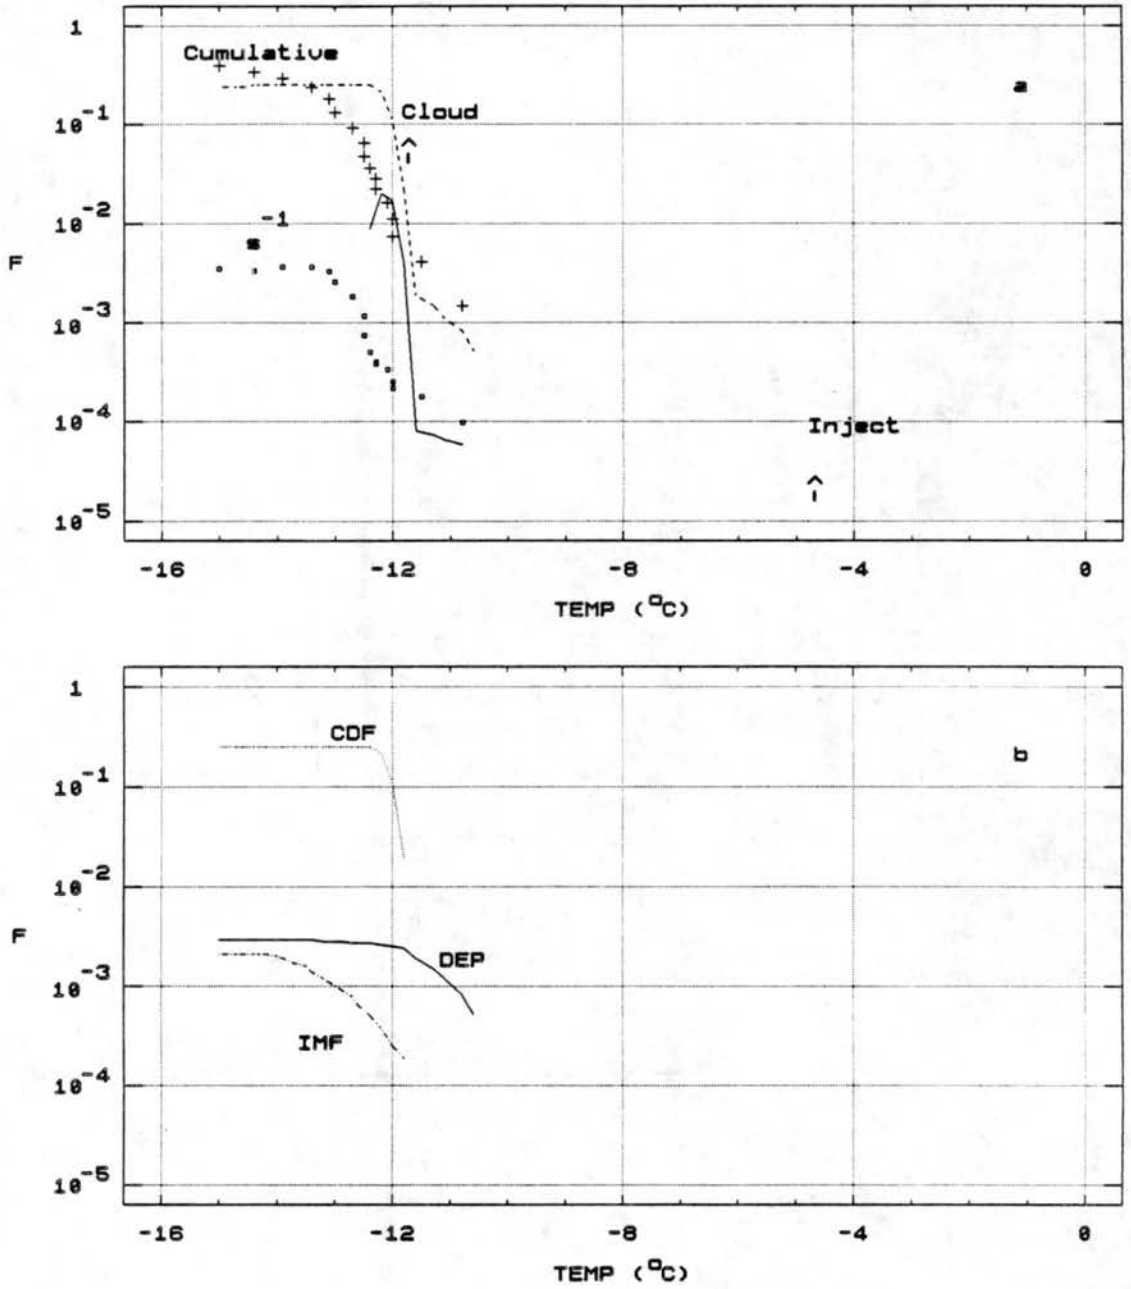 1
Cumulative
a
Cloud
10^-1
10^-2
s^-1
F
10^-3
10^-4
Inject
10^-5
-16 -12 -8 -4 0
TEMP (°C)
1
CDF
b
10^-1
10^-2
F
DEP
10^-3
IMF
10^-4
10^-5
-16 -12 -8 -4 0
TEMP (°C)